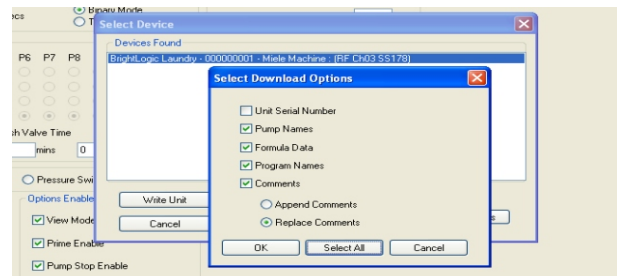 Binary Mode
Select Device
Devices Found
P6 P7 P8
BrightLogic Laundry - 000000001 - Miele Machine : (RF Ch03 SS178)
Select Download Options
Unit Serial Number
Pump Names
Formula Data
Program Names
Comments
Append Comments
Replace Comments
OK Select All Cancel
Valve Time
mins 0
Pressure
Options Enable
Write Unit
View Mode
Cancel
Prime Enable
Pump Stop Enable